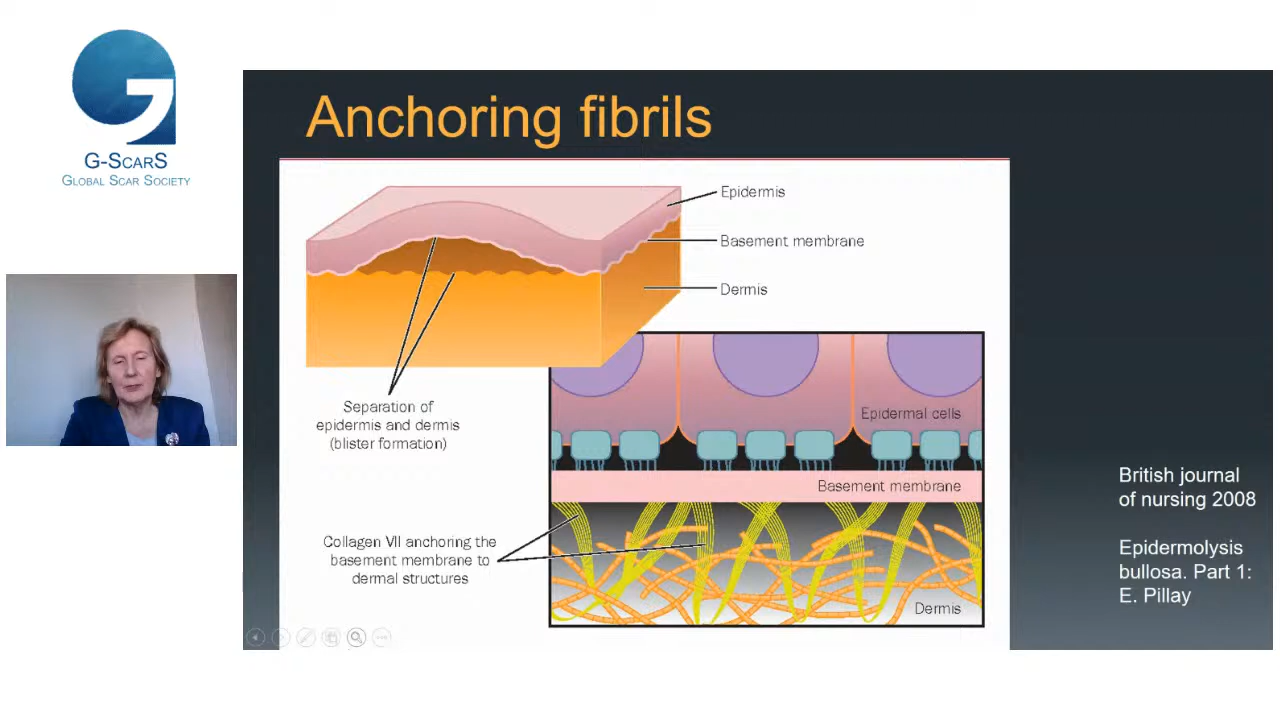 G-ScarS
Global Scar Society
Anchoring fibrils
Epidermis
Basement membrane
Dermis
Separation of
epidermis and dermis
(blister formation)
Epidermal cells
Basement membrane
Collagen VII anchoring the
basement membrane to
dermal structures
Dermis
British journal
of nursing 2008
Epidermolysis
bullosa. Part 1:
E. Pillay